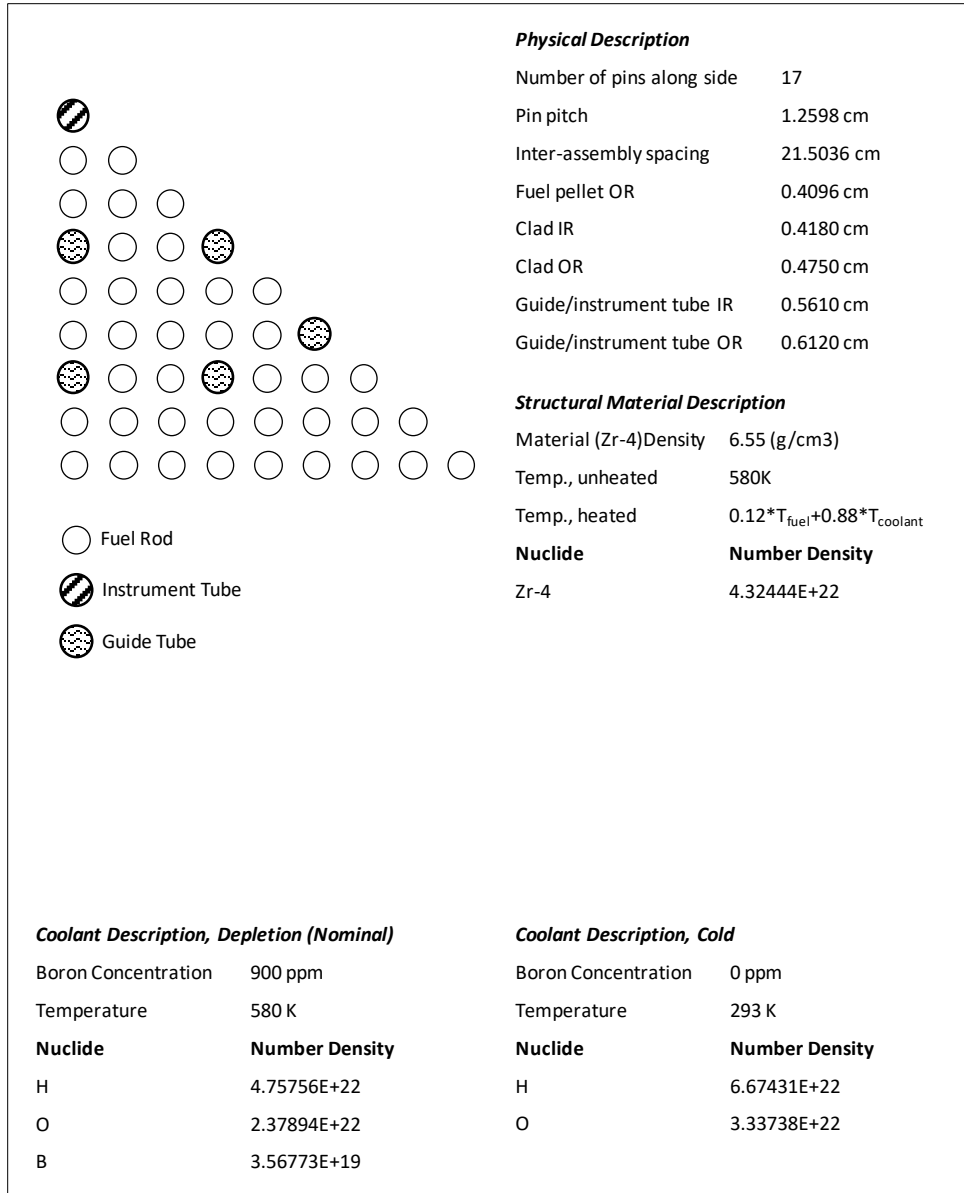 Physical Description
Number of pins along side 17
Pin pitch 1.2598 cm
Inter-assembly spacing 21.5036 cm
Fuel pellet OR 0.4096 cm
Clad IR 0.4180 cm
Clad OR 0.4750 cm
Guide/instrument tube IR 0.5610 cm
Guide/instrument tube OR 0.6120 cm
Structural Material Description
Material (Zr-4)Density 6.55 (g/cm3)
Temp., unheated 580K
Temp., heated 0.12*Tfuel+0.88*Tcoolant
Nuclide Number Density
Zr-4 4.32444E+22
Fuel Rod
Instrument Tube
Guide Tube
Coolant Description, Depletion (Nominal)
Boron Concentration 900 ppm
Temperature 580 K
Nuclide Number Density
H 4.75756E+22
O 2.37894E+22
B 3.56773E+19
Coolant Description, Cold
Boron Concentration 0 ppm
Temperature 293 K
Nuclide Number Density
H 6.67431E+22
O 3.33738E+22